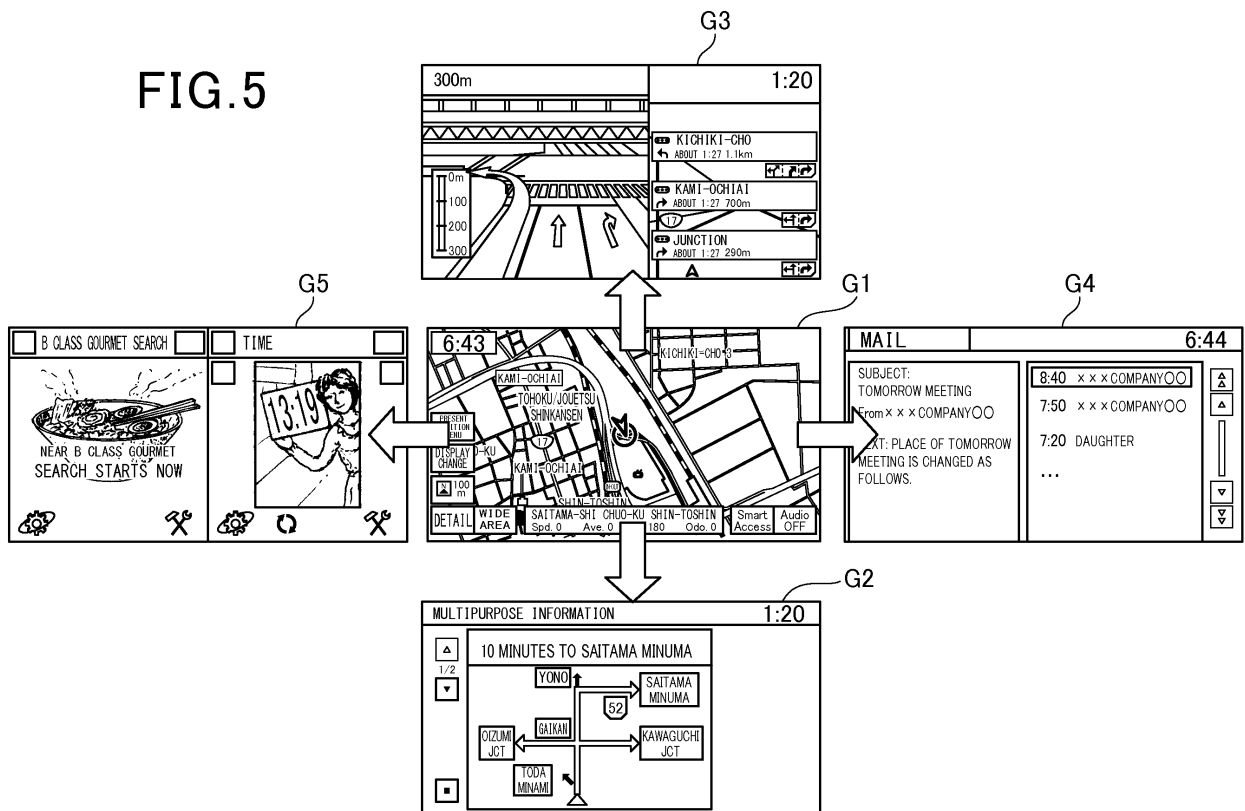 FIG.5
G3
300m
1:20
KICHIKI-CHO
ABOUT 1:27 1.1km
KAMI-OCHIAI
ABOUT 1:27 700m
17
JUNCTION
ABOUT 1:27 290m
0m
100
200
300
G5
B CLASS GOURMET SEARCH
TIME
13:19
NEAR B CLASS GOURMET
SEARCH STARTS NOW
G1
6:43
KICHIKI-CHO 3
KAMI-OCHIAI
TOHOKU/JOUETSU
SHINKANSEN
PRESENT
ITION
ENU
17
DISPLAY
CHANGE
O-KU
KAMI-OCHIAI
100
m
SHIN-TOSHIN
DETAIL
WIDE
AREA
SAITAMA-SHI CHUO-KU SHIN-TOSHIN
Spd. 0 Ave. 0 180 Odo. 0
Smart
Access
Audio
OFF
G4
MAIL
6:44
SUBJECT:
TOMORROW MEETING
From×××COMPANY○○
EXT: PLACE OF TOMORROW
MEETING IS CHANGED AS
FOLLOWS.
8:40 ×××COMPANY○○
7:50 ×××COMPANY○○
7:20 DAUGHTER
...
G2
MULTIPURPOSE INFORMATION
1:20
1/2
10 MINUTES TO SAITAMA MINUMA
YONO
SAITAMA
MINUMA
52
OIZUMI
JCT
GAIKAN
KAWAGUCHI
JCT
TODA
MINAMI